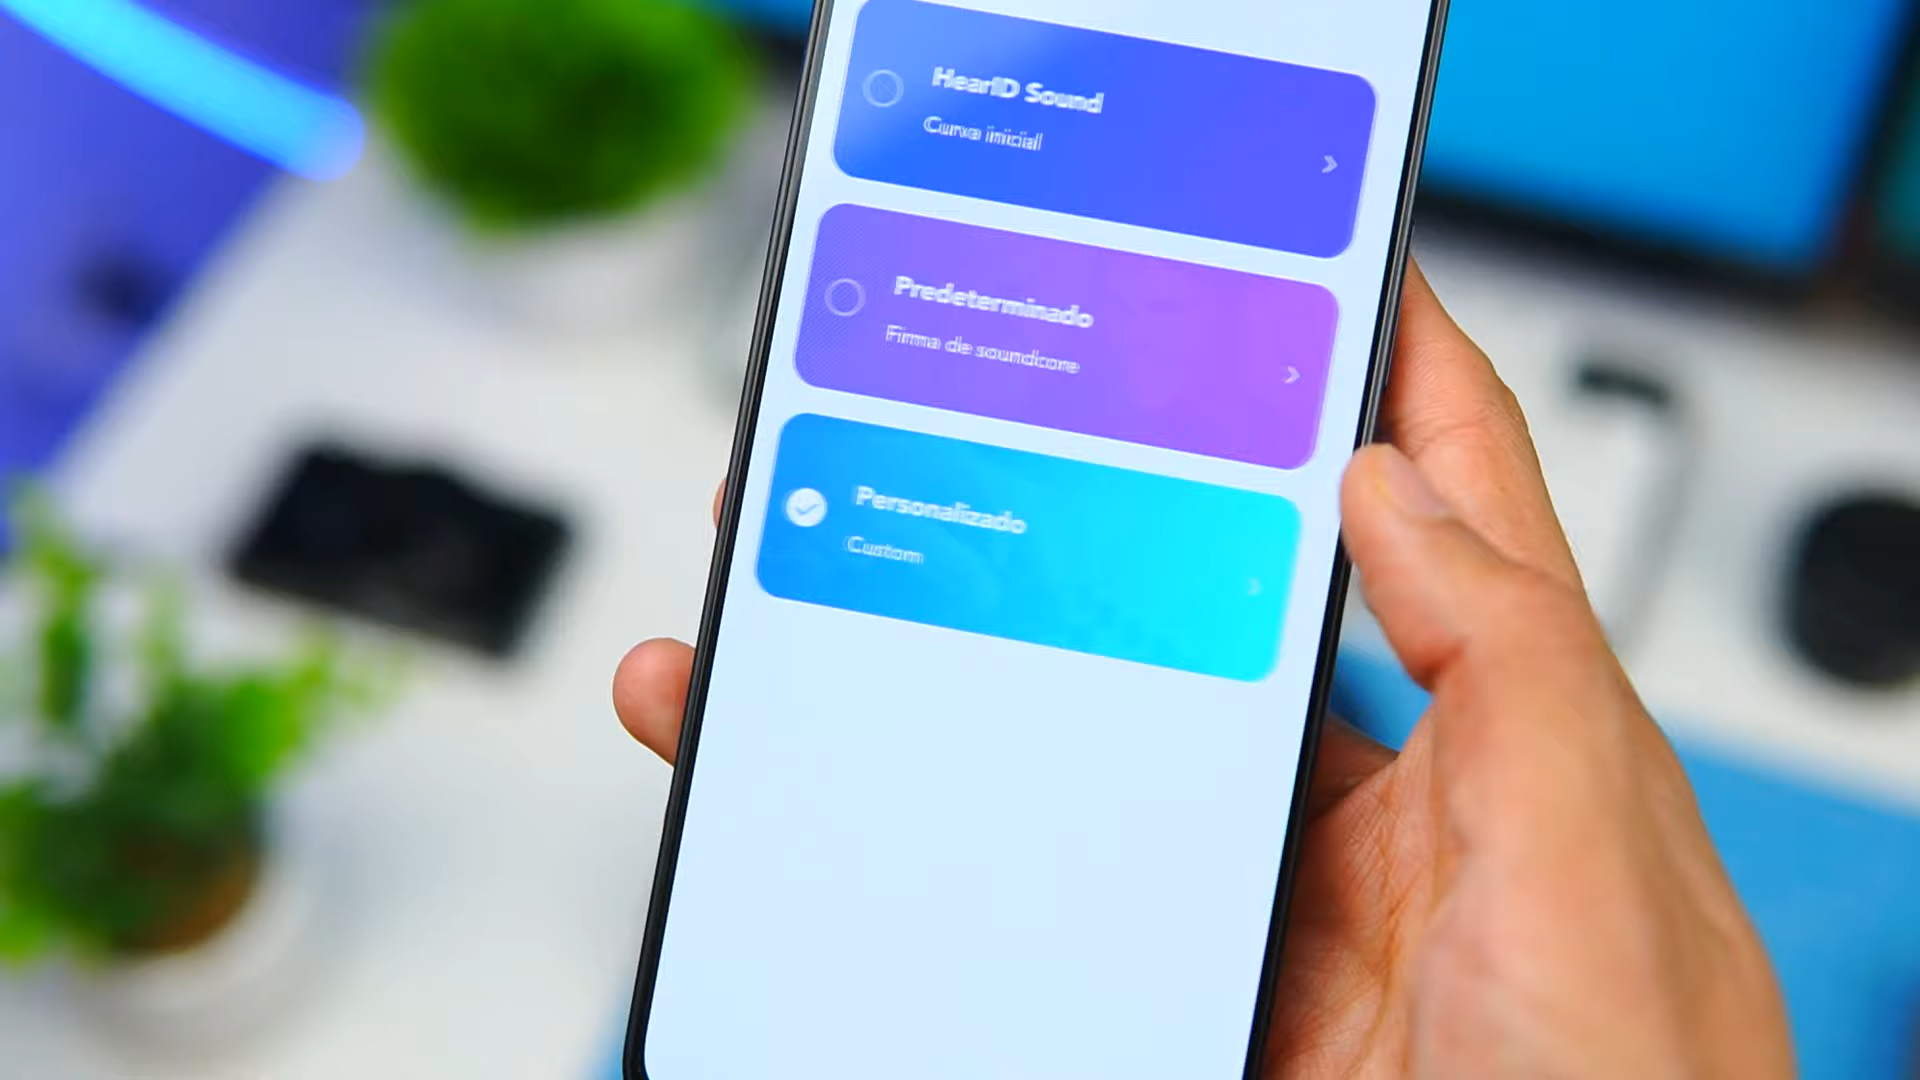 HearID Sound
Curva inicial
Predeterminado
Firma de soundcore
Personalizado
Custom